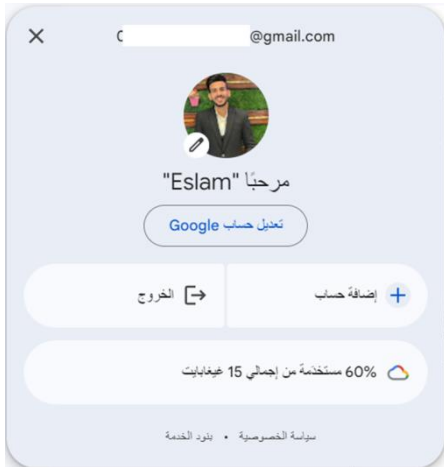 @gmail.com
مرحبًا "Eslam"
تعديل حساب Google
إضافة حساب
الخروج
60% مستخدَمة من إجمالي 15 غيغابايت
سياسة الخصوصية • بنود الخدمة